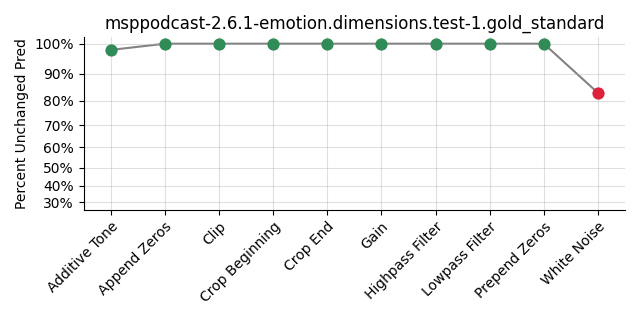 msppodcast-2.6.1-emotion.dimensions.test-1.gold_standard
Percent Unchanged Pred
100%
90%
80%
70%
60%
50%
40%
30%
Additive Tone
Append Zeros
Clip
Crop Beginning
Crop End
Gain
Highpass Filter
Lowpass Filter
Prepend Zeros
White Noise